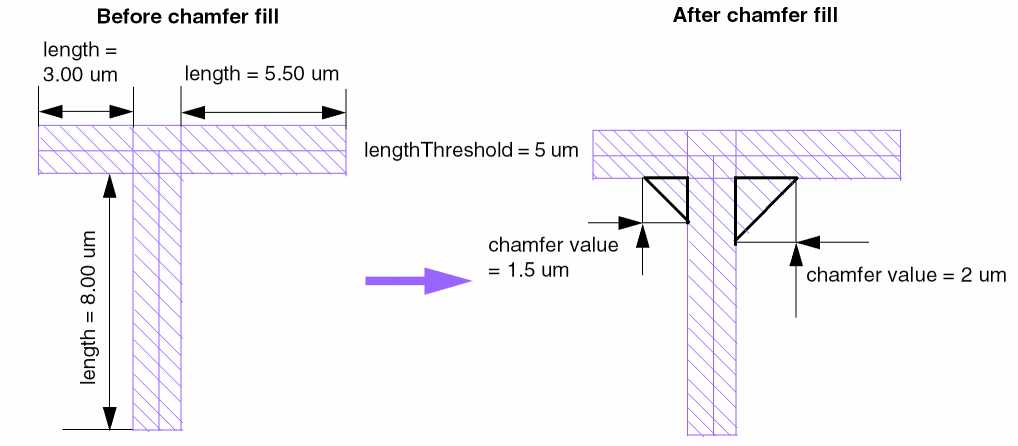 Before chamfer fill
After chamfer fill
length =
3.00 um
length = 5.50 um
lengthThreshold = 5 um
length = 8.00 um
chamfer value
= 1.5 um
chamfer value = 2 um